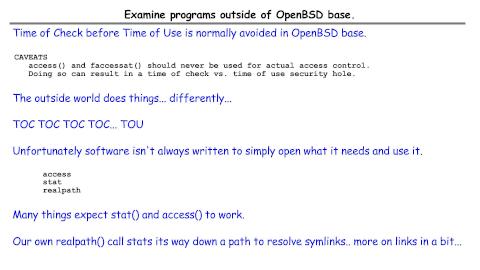 Examine programs outside of OpenBSD base.
Time of Check before Time of Use is normally avoided in OpenBSD base.
CAVEATS
access() and faccessat() should never be used for actual access control.
Doing so can result in a time of check vs. time of use security hole.
The outside world does things... differently...
TOC TOC TOC TOC... TOU
Unfortunately software isn't always written to simply open what it needs and use it.
access
stat
realpath
Many things expect stat() and access() to work.
Our own realpath() call stats its way down a path to resolve symlinks.. more on links in a bit...